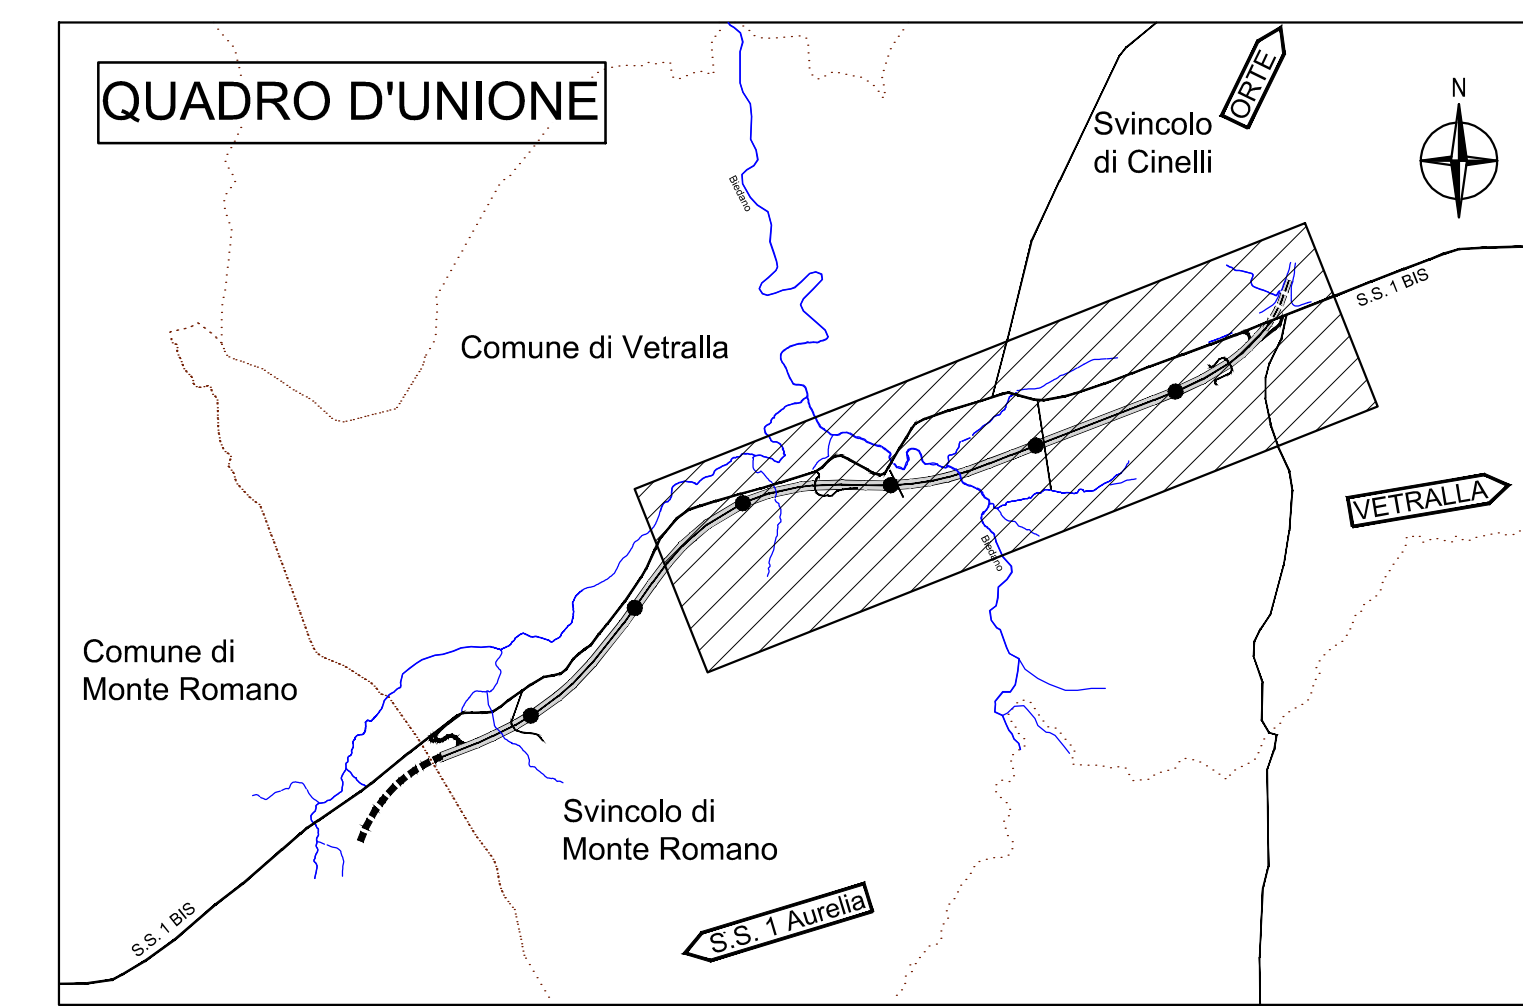 QUADRO D'UNIONE
ORTE
N
Svincolo
di Cinelli
Biedano
S.S. 1 BIS
Comune di Vetralla
VETRALLA
Biedano
Comune di
Monte Romano
Svincolo di
Monte Romano
S.S. 1 Aurelia
S.S. 1 BIS